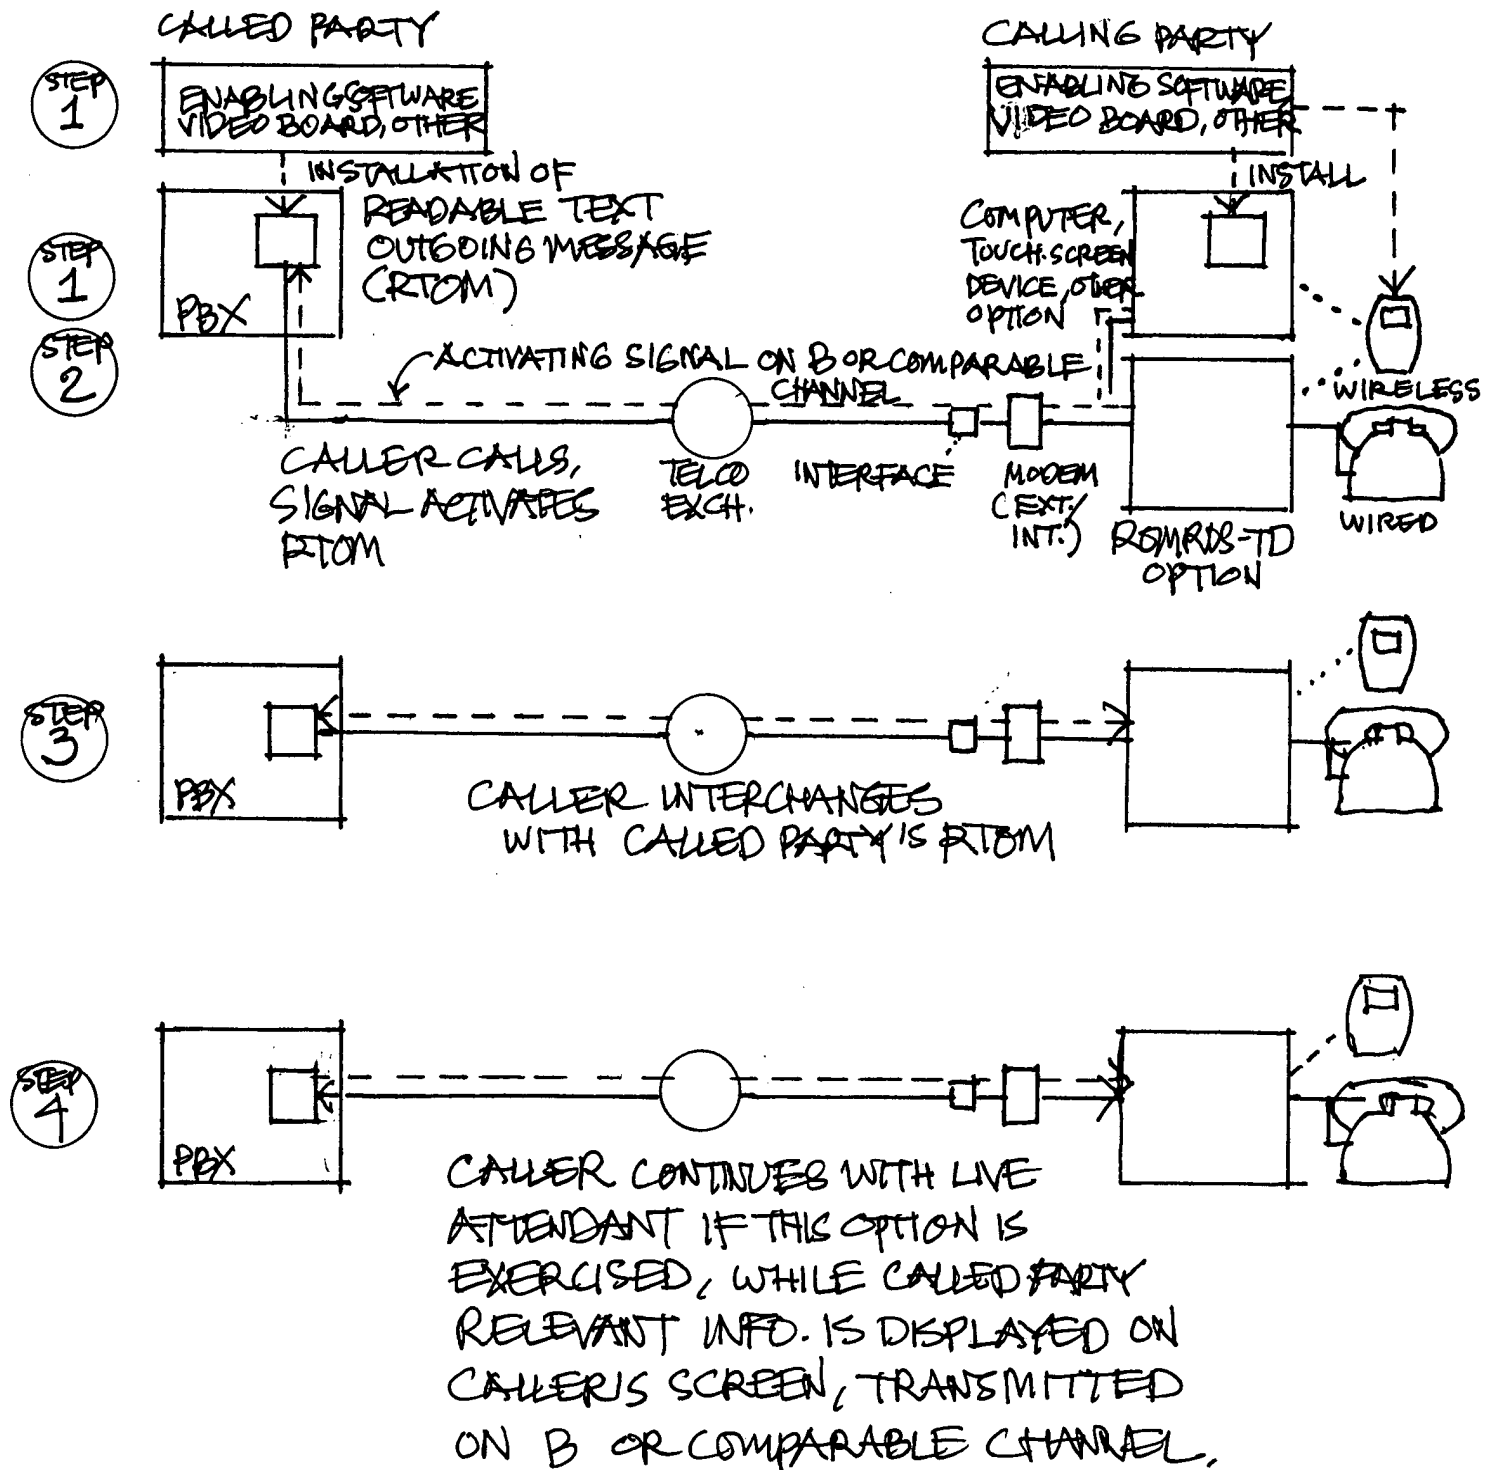 CALLED PARTY
CALLING PARTY
STEP
1
ENABLING SOFTWARE
VIDEO BOARD, OTHER
ENABLING SOFTWARE
VIDEO BOARD, OTHER
INSTALLATION OF
READABLE TEXT
OUTGOING MESSAGE
(RTOM)
INSTALL
COMPUTER,
TOUCH-SCREEN
DEVICE, OTHER
OPTION
STEP
1
PBX
STEP
2
ACTIVATING SIGNAL ON B OR COMPARABLE
CHANNEL
WIRELESS
CALLER CALLS,
SIGNAL ACTIVATES
RTOM
TELCO
EXCH.
INTERFACE
MODEM
(EXT./
INT.)
ROMRDS-TD
OPTION
WIRED
STEP
3
PBX
CALLER INTERCHANGES
WITH CALLED PARTY'S RTOM
STEP
4
PBX
CALLER CONTINUES WITH LIVE
ATTENDANT IF THIS OPTION IS
EXERCISED, WHILE CALLED PARTY
RELEVANT INFO. IS DISPLAYED ON
CALLER'S SCREEN, TRANSMITTED
ON B OR COMPARABLE CHANNEL.